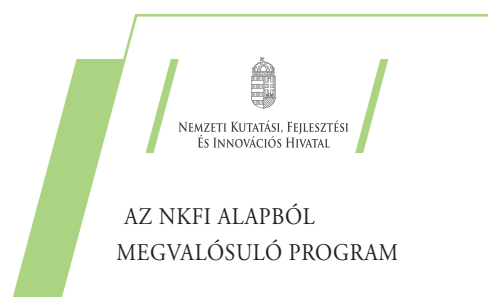 Nemzeti Kutatási, Fejlesztési
És Innovációs Hivatal
AZ NKFI ALAPBÓL
MEGVALÓSULÓ PROGRAM